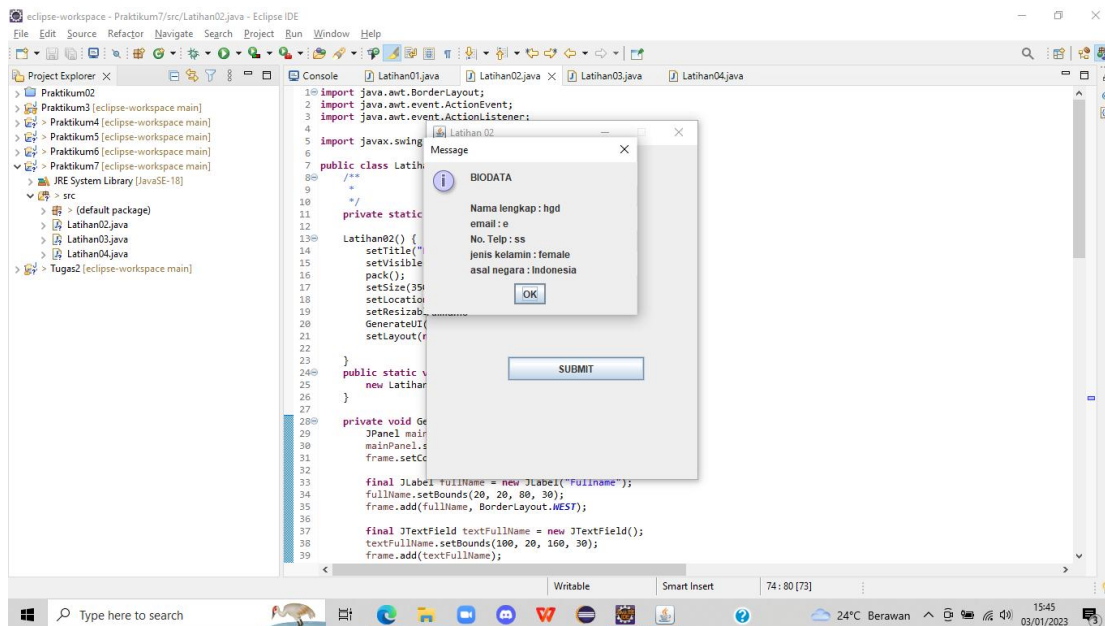 eclipse-workspace - Praktikum7/src/Latihan02.java - Eclipse IDE
File Edit Source Refactor Navigate Search Project Run Window Help
Project Explorer
Console Latihan01.java Latihan02.java Latihan03.java Latihan04.java
Praktikum02
Praktikum3 [eclipse-workspace main]
> Praktikum4 [eclipse-workspace main]
> Praktikum5 [eclipse-workspace main]
> Praktikum6 [eclipse-workspace main]
> Praktikum7 [eclipse-workspace main]
JRE System Library [JavaSE-18]
> src
> (default package)
> Latihan02.java
> Latihan03.java
> Latihan04.java
> Tugas2 [eclipse-workspace main]
1 import java.awt.BorderLayout;
2 import java.awt.event.ActionEvent;
3 import java.awt.event.ActionListener;
4
5 import javax.swing
6
7 public class Latih
8 /**
9 *
10 */
11 private static
12
13 Latihan02() {
14 setTitle("
15 setVisible
16 pack();
17 setSize(35
18 setLocatio
19 setResizab
20 GenerateUI(
21 setLayout(
22
23 }
24 public static
25 new Latihan
26 }
27
28 private void Ge
29 JPanel main
30 mainPanel.s
31 frame.setCo
32
33 final JLabel fullName = new JLabel("Fullname");
34 fullName.setBounds(20, 20, 80, 30);
35 frame.add(fullName, BorderLayout.WEST);
36
37 final JTextField textFullName = new JTextField();
38 textFullName.setBounds(100, 20, 160, 30);
39 frame.add(textFullName);
Latihan 02
Message
BIODATA
Nama lengkap : hgd
email : e
No. Telp : ss
jenis kelamin : female
asal negara : Indonesia
OK
SUBMIT
Writable Smart Insert 74 : 80 [73]
Type here to search
24°C Berawan
15:45
03/01/2023
3